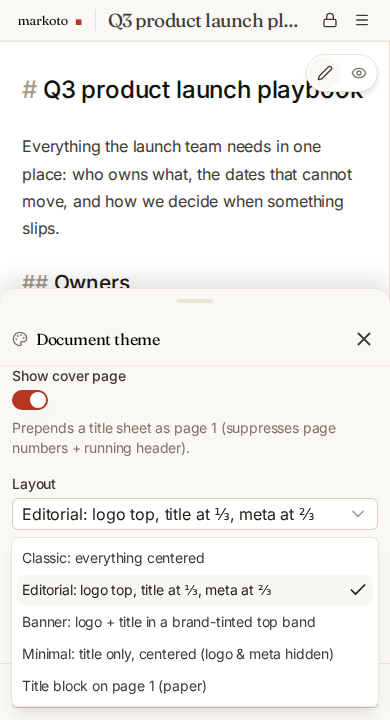 markoto
Q3 product launch pl...
# Q3 product launch playbook
Everything the launch team needs in one
place: who owns what, the dates that cannot
move, and how we decide when something
slips.
## Owners
Document theme
Show cover page
Prepends a title sheet as page 1 (suppresses page
numbers + running header).
Layout
Editorial: logo top, title at ⅓, meta at ⅔
Classic: everything centered
Editorial: logo top, title at ⅓, meta at ⅔
Banner: logo + title in a brand-tinted top band
Minimal: title only, centered (logo & meta hidden)
Title block on page 1 (paper)